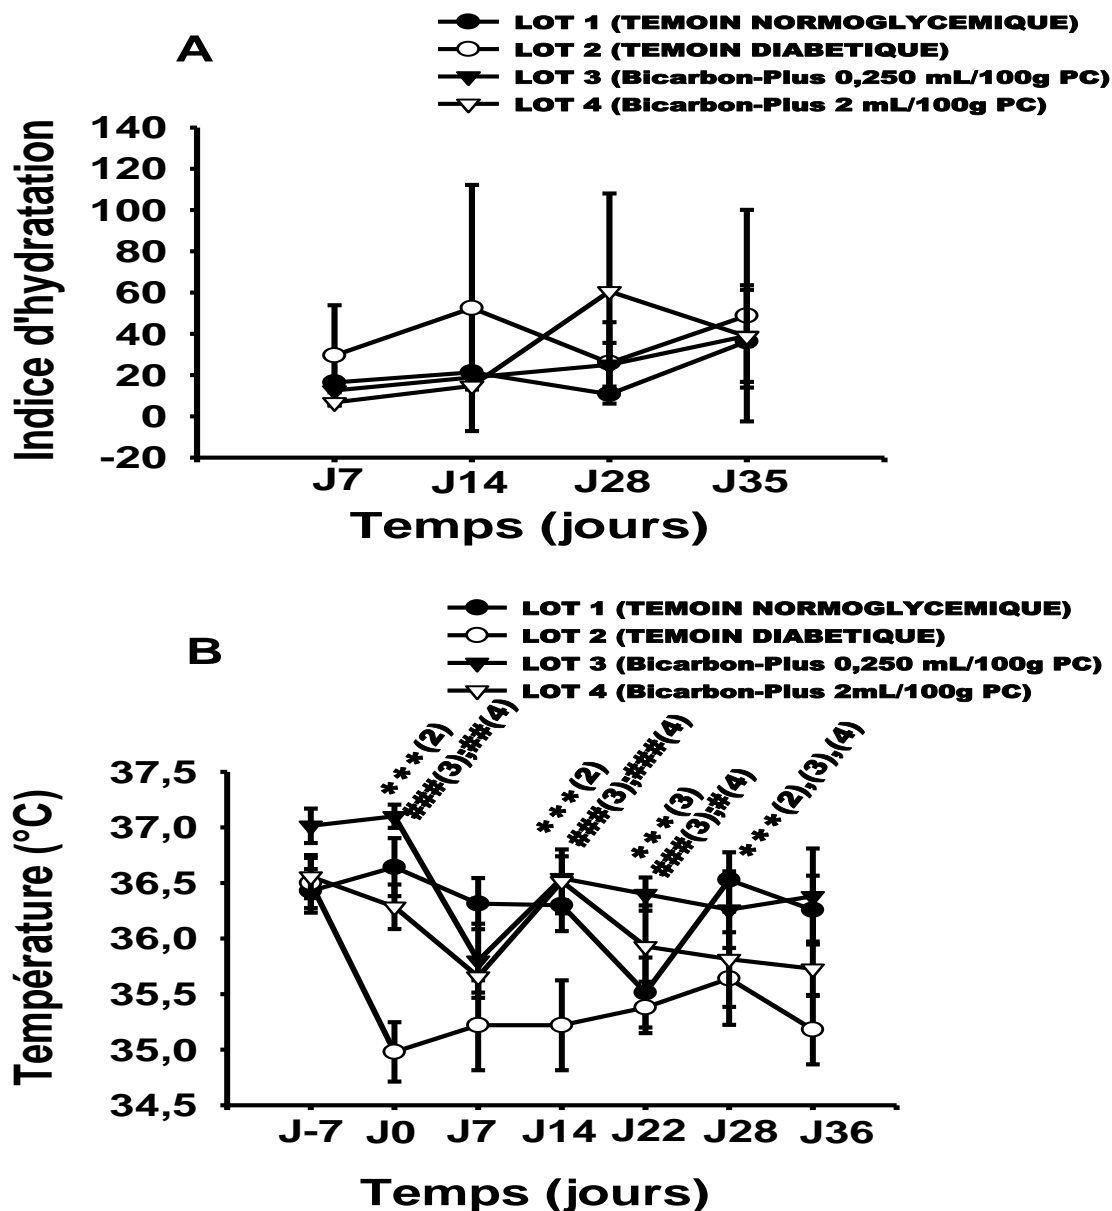 A
LOT 1 (TEMOIN NORMOGLYCEMIQUE)
LOT 2 (TEMOIN DIABETIQUE)
LOT 3 (Bicarbon-Plus 0,250 mL/100g PC)
LOT 4 (Bicarbon-Plus 2 mL/100g PC)
Indice d'hydratation
140
120
100
80
60
40
20
0
-20
J7 J14 J28 J35
Temps (jours)
B
LOT 1 (TEMOIN NORMOGLYCEMIQUE)
LOT 2 (TEMOIN DIABETIQUE)
LOT 3 (Bicarbon-Plus 0,250 mL/100g PC)
LOT 4 (Bicarbon-Plus 2mL/100g PC)
***(2)
###(3);##(4)
***(2)
###(3);###(4)
***(3)
###(3);#(4)
***(2),(3),(4)
Température (°C)
37,5
37,0
36,5
36,0
35,5
35,0
34,5
J-7 J0 J7 J14 J22 J28 J36
Temps (jours)